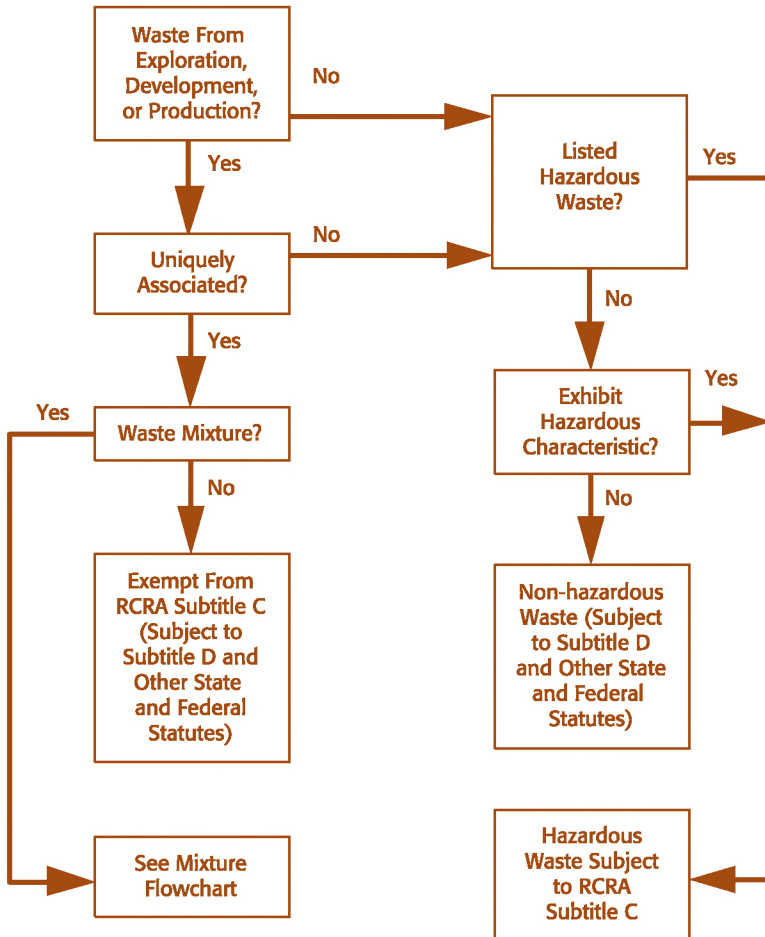 Waste From
Exploration,
Development,
or Production?
No
Yes
Listed
Hazardous
Waste?
Yes
Uniquely
Associated?
No
Yes
No
Waste Mixture?
Yes
No
Exhibit
Hazardous
Characteristic?
Yes
No
Exempt From
RCRA Subtitle C
(Subject to
Subtitle D and
Other State
and Federal
Statutes)
Non-hazardous
Waste (Subject
to Subtitle D
and Other State
and Federal
Statutes)
See Mixture
Flowchart
Hazardous
Waste Subject
to RCRA
Subtitle C